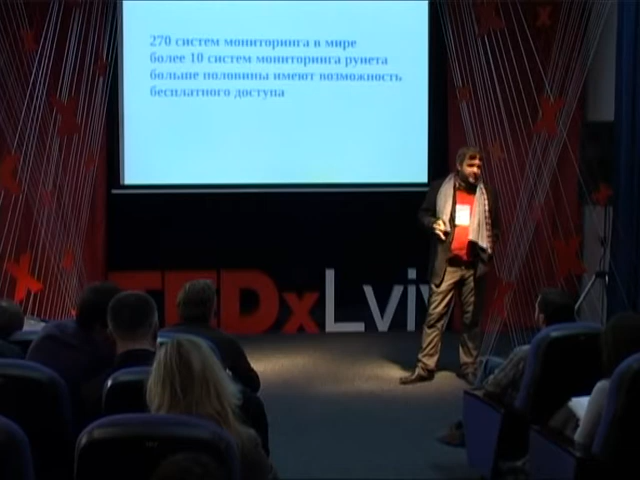 270 систем мониторинга в мире
более 10 систем мониторинга рунета
больше половины имеют возможность
бесплатного доступа
TEDxLviv